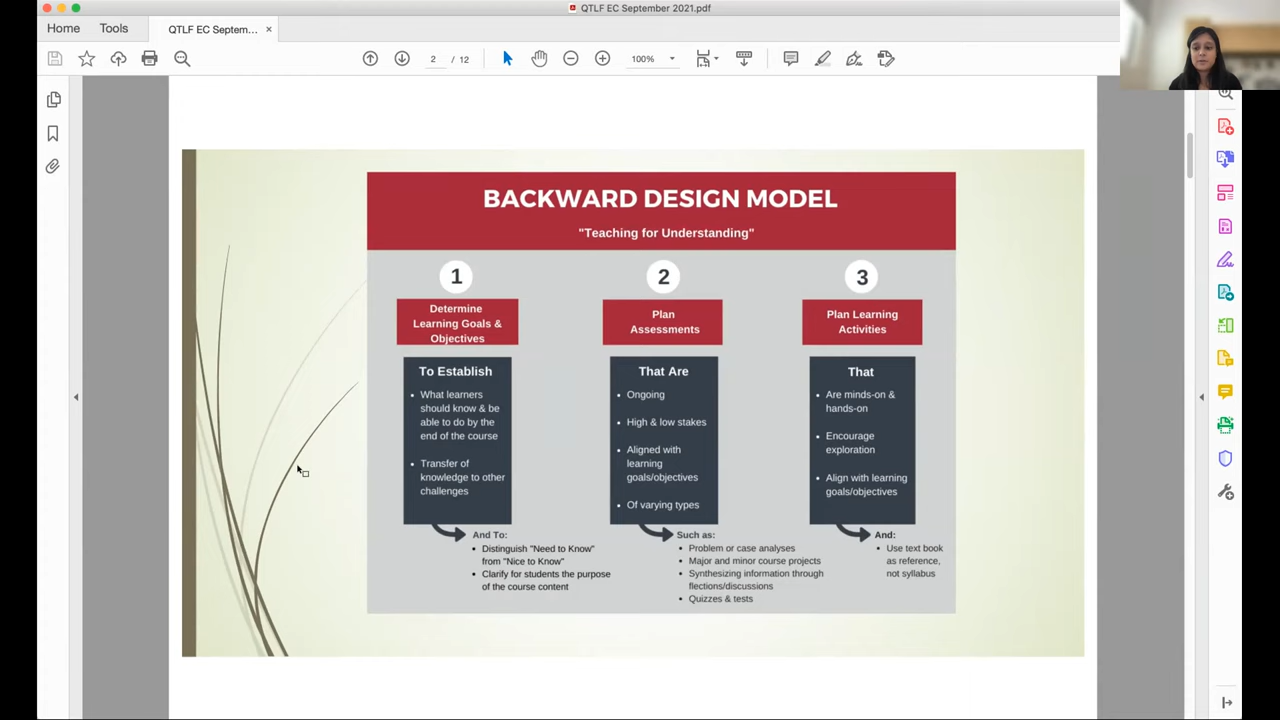 QTLF EC September 2021.pdf
Home
Tools
QTLF EC Septem...
2
/ 12
100%
BACKWARD DESIGN MODEL
"Teaching for Understanding"
1
Determine
Learning Goals &
Objectives
To Establish
• What learners
should know & be
able to do by the
end of the course
• Transfer of
knowledge to other
challenges
And To:
• Distinguish "Need to Know"
from "Nice to Know"
• Clarify for students the purpose
of the course content
2
Plan
Assessments
That Are
• Ongoing
• High & low stakes
• Aligned with
learning
goals/objectives
• Of varying types
Such as:
• Problem or case analyses
• Major and minor course projects
• Synthesizing information through
flections/discussions
• Quizzes & tests
3
Plan Learning
Activities
That
• Are minds-on &
hands-on
• Encourage
exploration
• Align with learning
goals/objectives
And:
• Use text book
as reference,
not syllabus